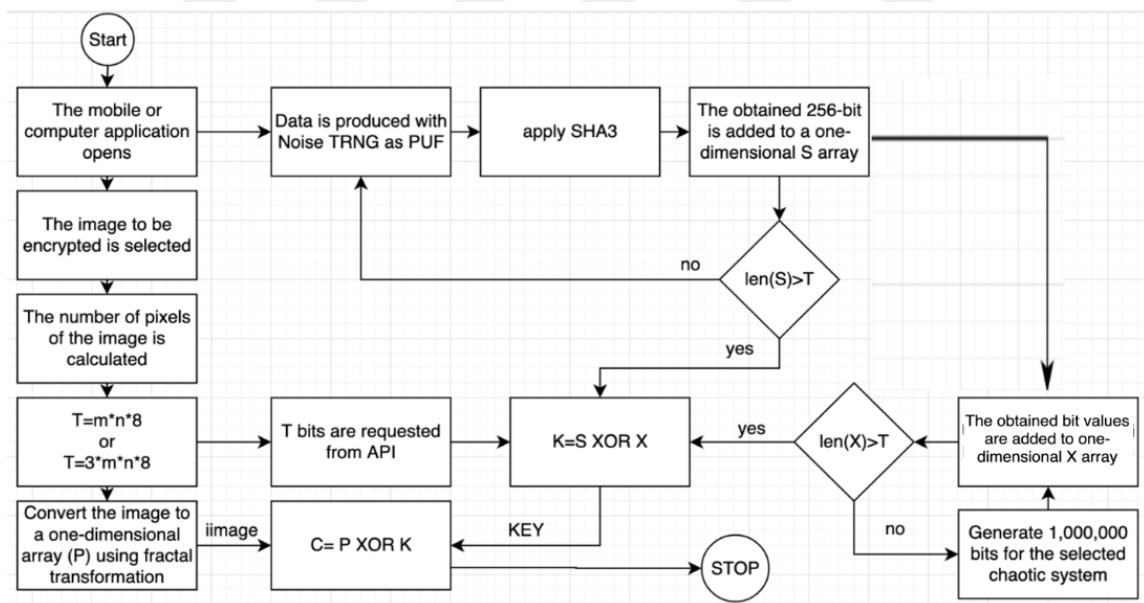 Start
The mobile or
computer application
opens
Data is produced with
Noise TRNG as PUF
apply SHA3
The obtained 256-bit
is added to a one-
dimensional S array
The image to be
encrypted is selected
no
len(S)>T
The number of pixels
of the image is
calculated
yes
T=m*n*8
or
T=3*m*n*8
T bits are requested
from API
K=S XOR X
yes
len(X)>T
The obtained bit values
are added to one-
dimensional X array
Convert the image to
a one-dimensional
array (P) using fractal
transformation
iimage
C= P XOR K
KEY
STOP
no
Generate 1,000,000
bits for the selected
chaotic system